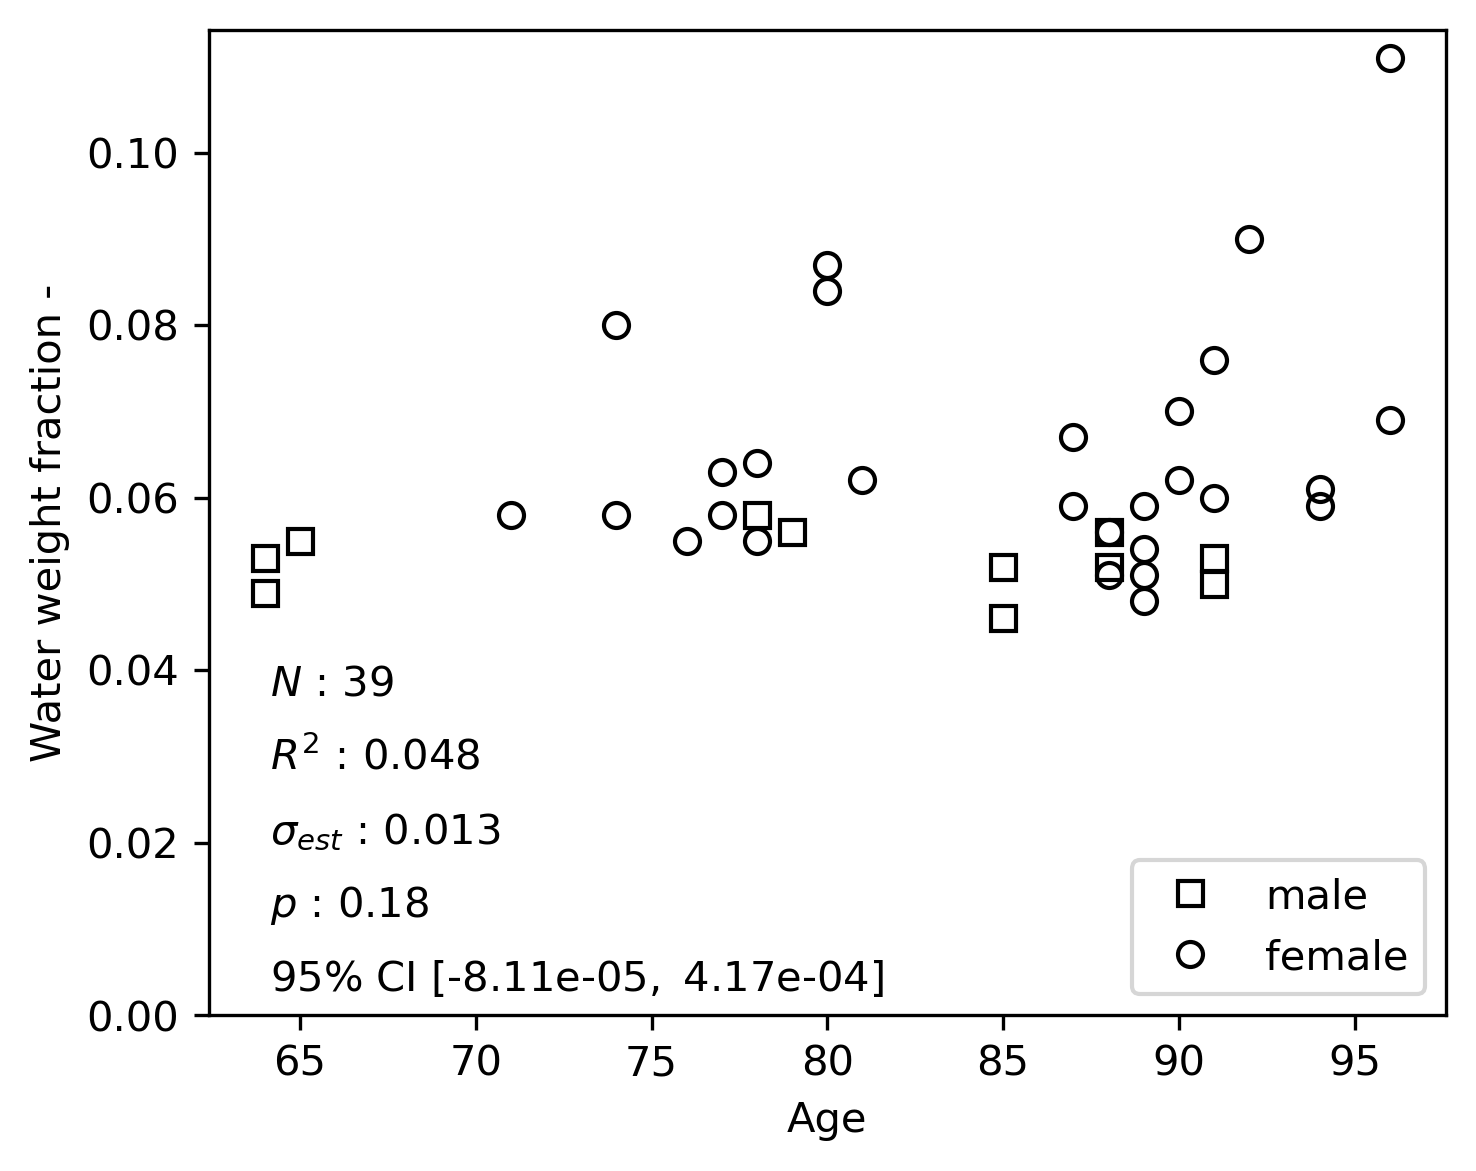 0.10
0.08
0.06
0.04
0.02
0.00
Water weight fraction -
N : 39
R² : 0.048
σest : 0.013
p : 0.18
95% CI [-8.11e-05, 4.17e-04]
male
female
65 70 75 80 85 90 95
Age